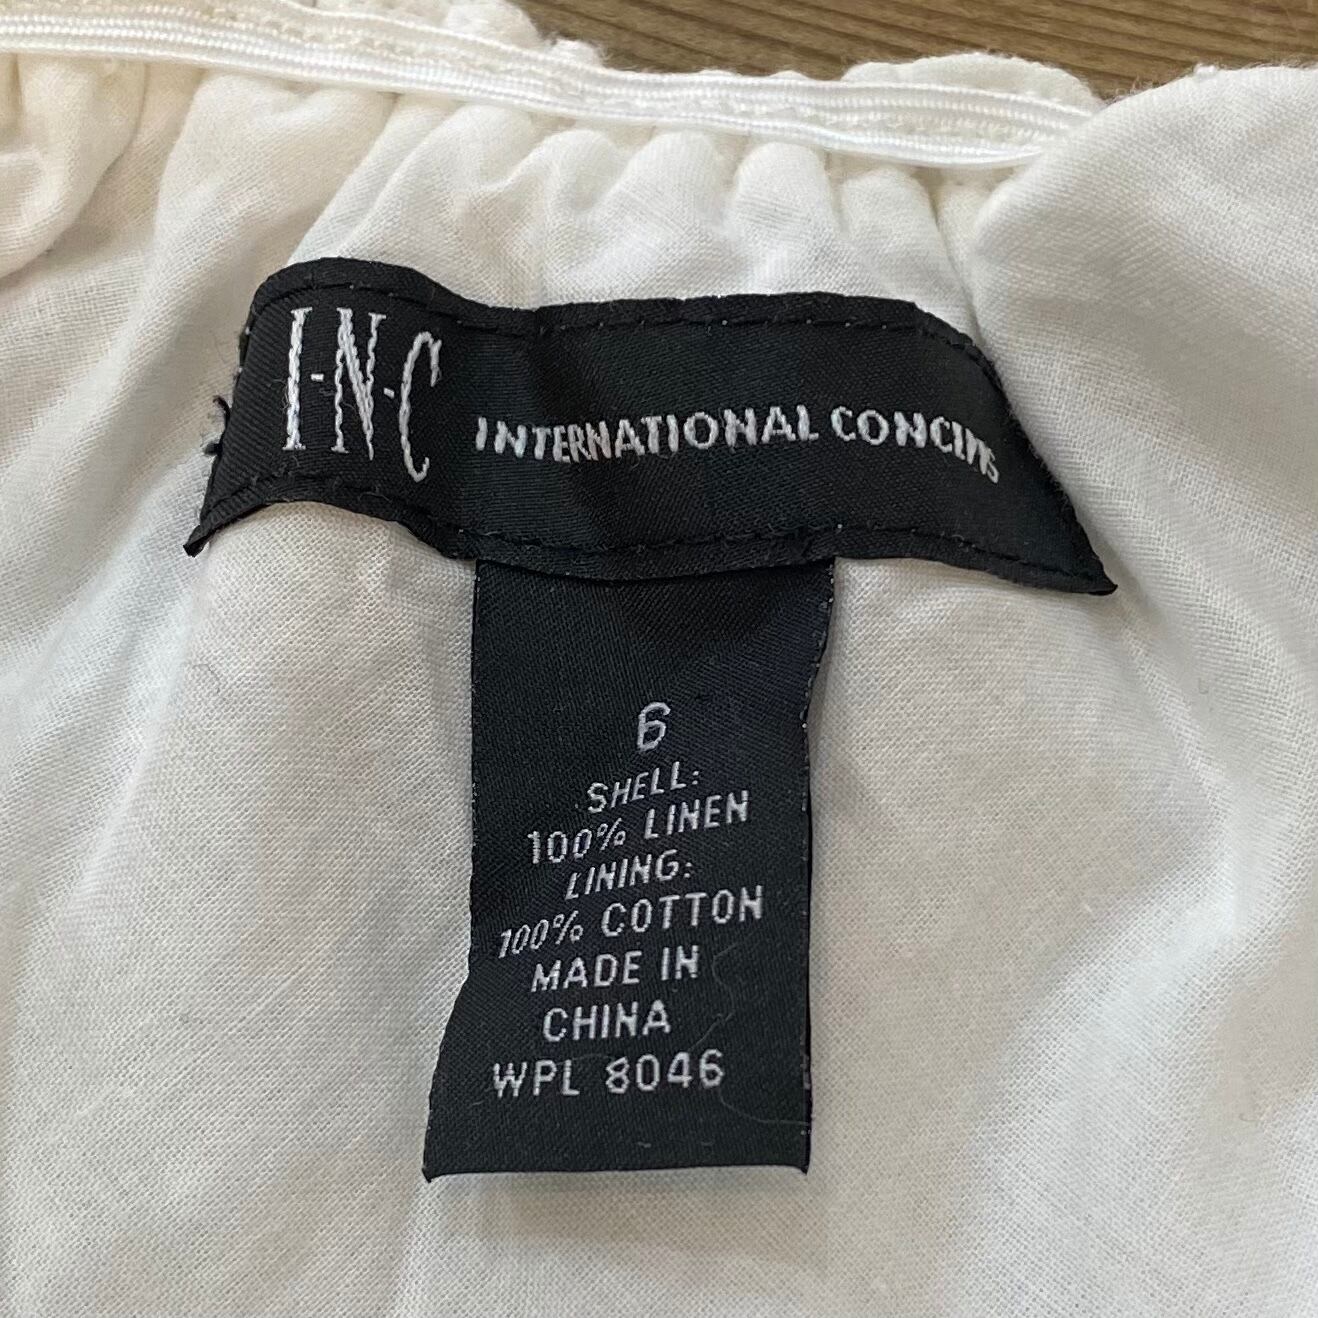 I-N-C INTERNATIONAL CONCEPTS
6
SHELL:
100% LINEN
LINING:
100% COTTON
MADE IN
CHINA
WPL 8046